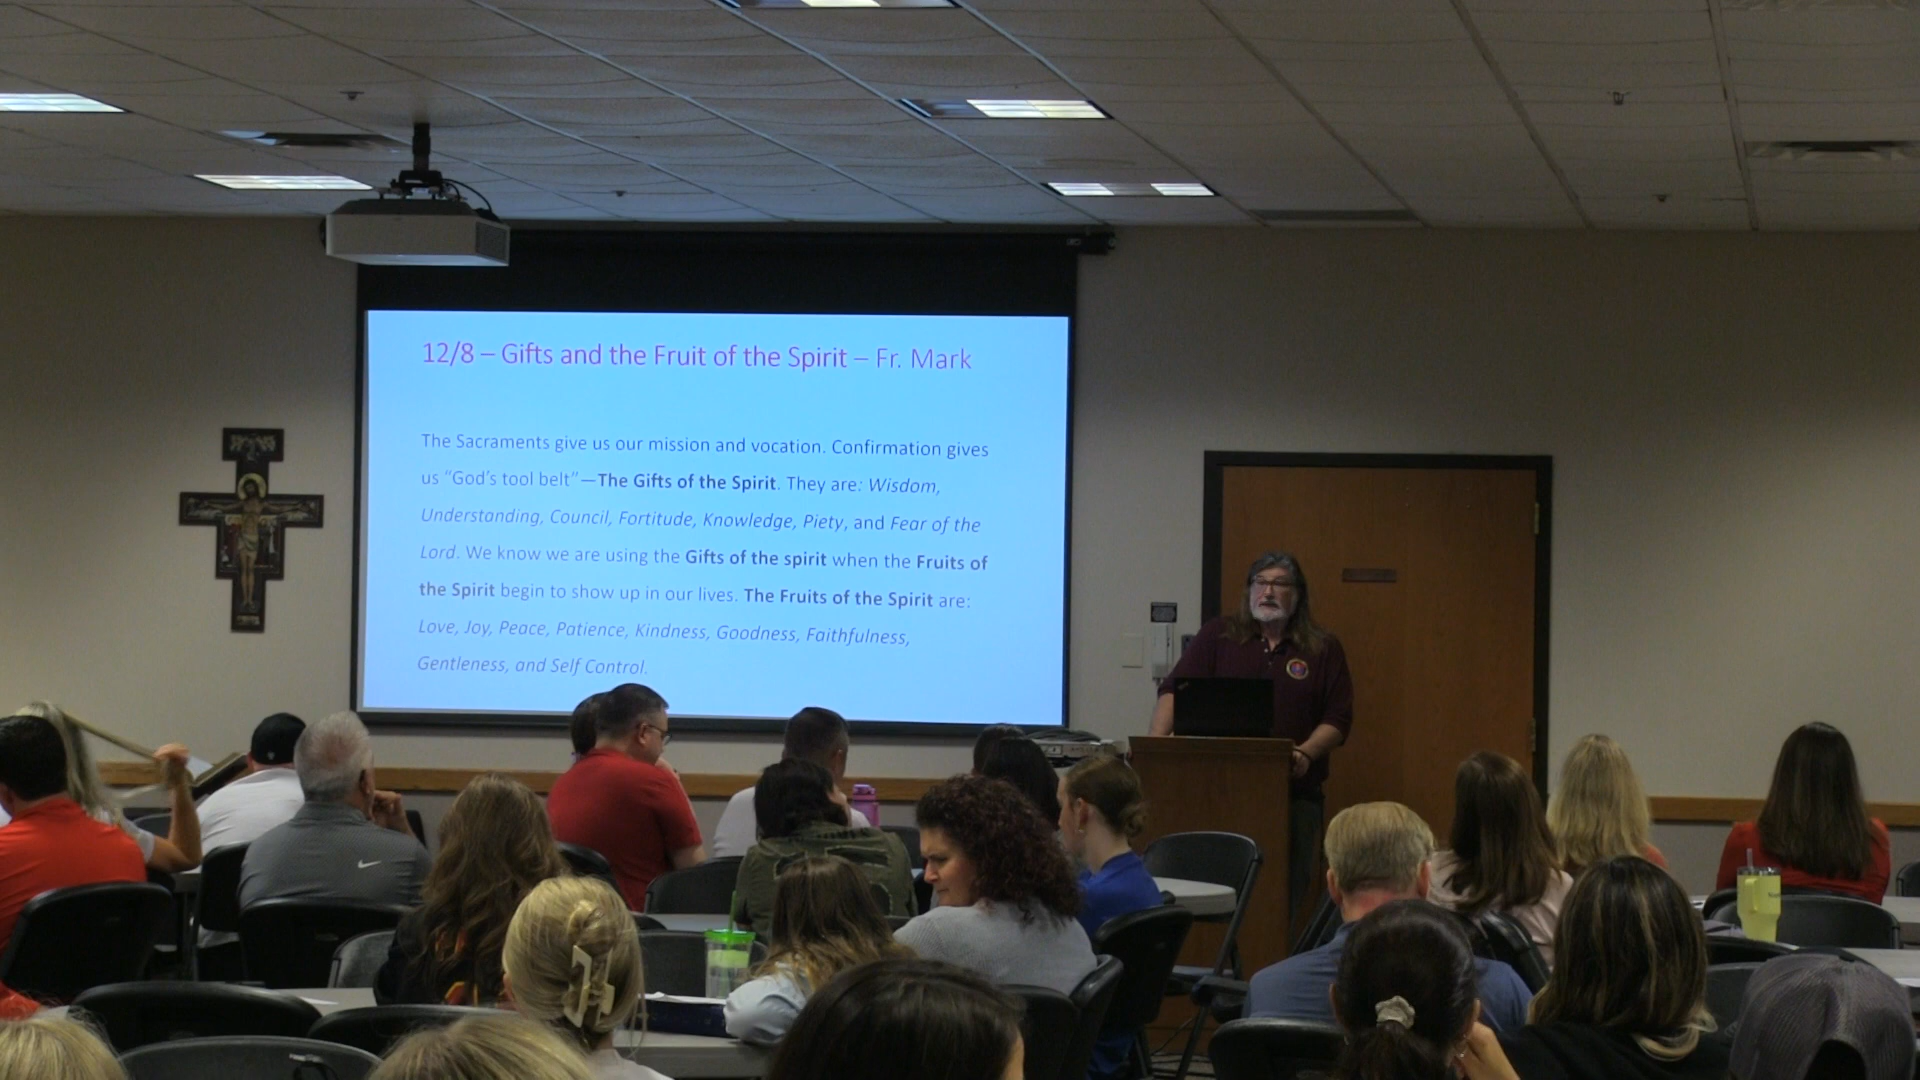 12/8 – Gifts and the Fruit of the Spirit – Fr. Mark
The Sacraments give us our mission and vocation. Confirmation gives
us “God’s tool belt”—The Gifts of the Spirit. They are: Wisdom,
Understanding, Council, Fortitude, Knowledge, Piety, and Fear of the
Lord. We know we are using the Gifts of the spirit when the Fruits of
the Spirit begin to show up in our lives. The Fruits of the Spirit are:
Love, Joy, Peace, Patience, Kindness, Goodness, Faithfulness,
Gentleness, and Self Control.